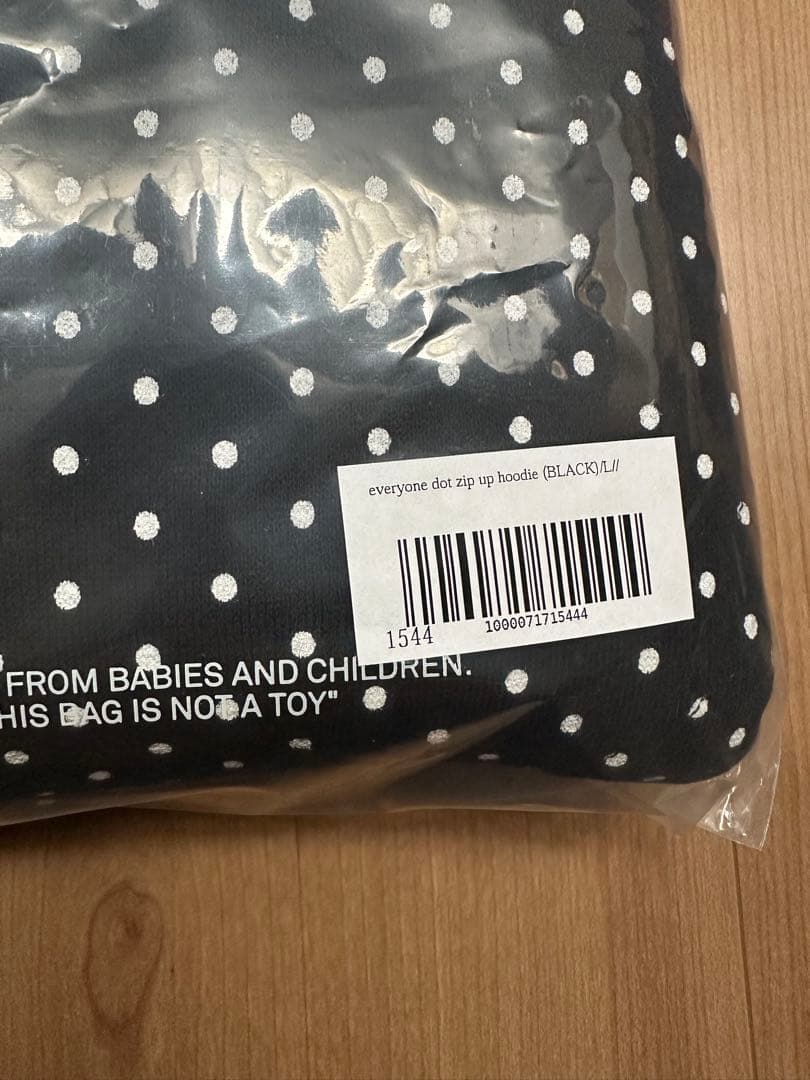 everyone dot zip up hoodie (BLACK)/L//
1544
1000071715444
FROM BABIES AND CHILDREN.
HIS BAG IS NOT A TOY"